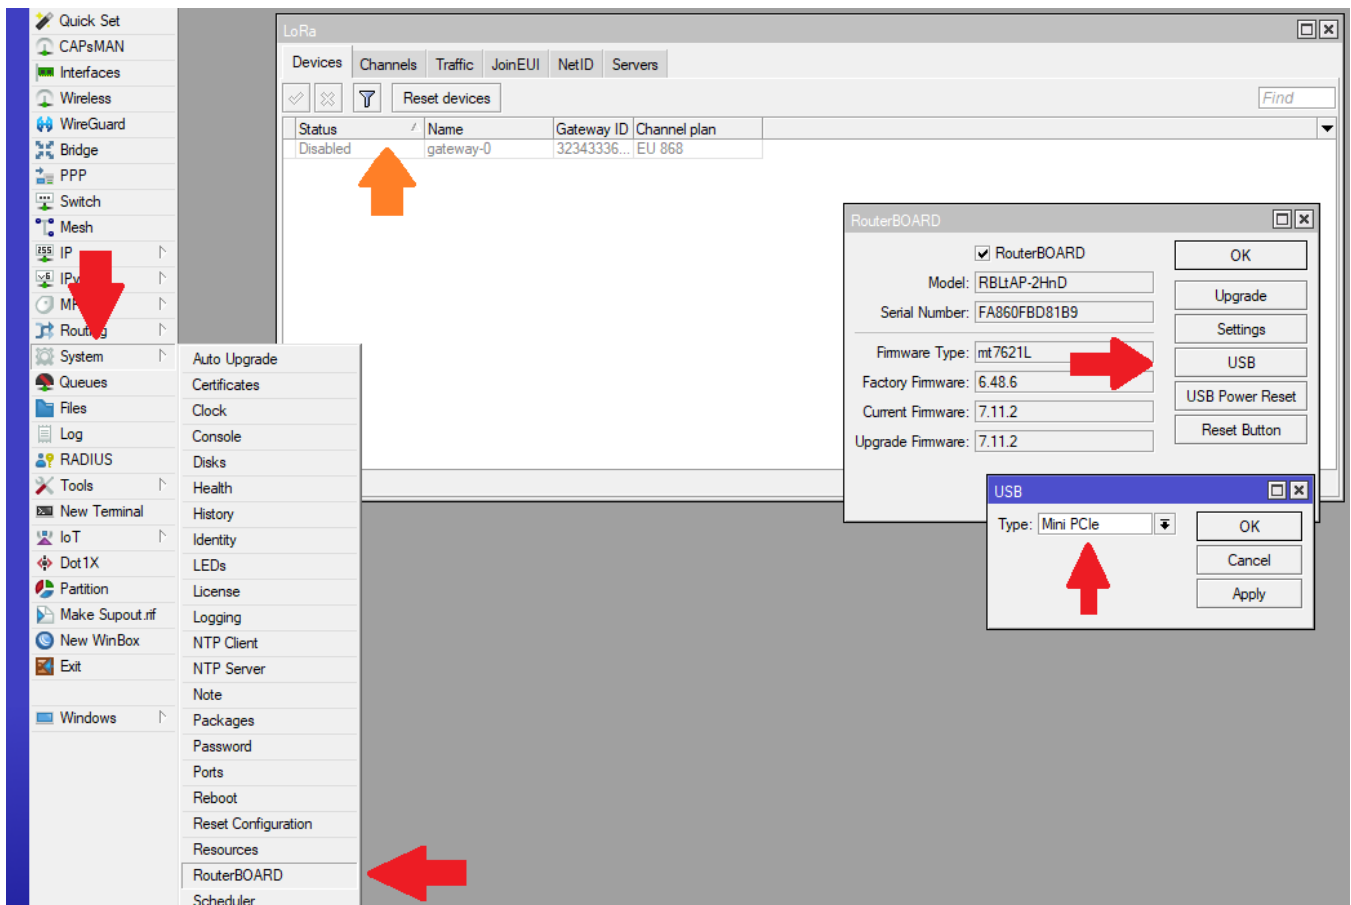 Quick Set
CAPsMAN
Interfaces
Wireless
WireGuard
Bridge
PPP
Switch
Mesh
IP
Routing
System
Queues
Files
Log
RADIUS
Tools
New Terminal
IoT
Dot1X
Partition
Make Supout.rif
New WinBox
Exit
Windows
Auto Upgrade
Certificates
Clock
Console
Disks
Health
History
Identity
LEDs
License
Logging
NTP Client
NTP Server
Note
Packages
Password
Ports
Reboot
Reset Configuration
Resources
RouterBOARD
Scheduler
LoRa
Devices Channels Traffic JoinEUI NetID Servers
Reset devices Find
Status Name Gateway ID Channel plan
Disabled gateway-0 32343336... EU 868
RouterBOARD
RouterBOARD
Model: RBLtAP-2HnD
Serial Number: FA860FBD81B9
Firmware Type: mt7621L
Factory Firmware: 6.48.6
Current Firmware: 7.11.2
Upgrade Firmware: 7.11.2
OK
Upgrade
Settings
USB
USB Power Reset
Reset Button
USB
Type: Mini PCIe
OK
Cancel
Apply